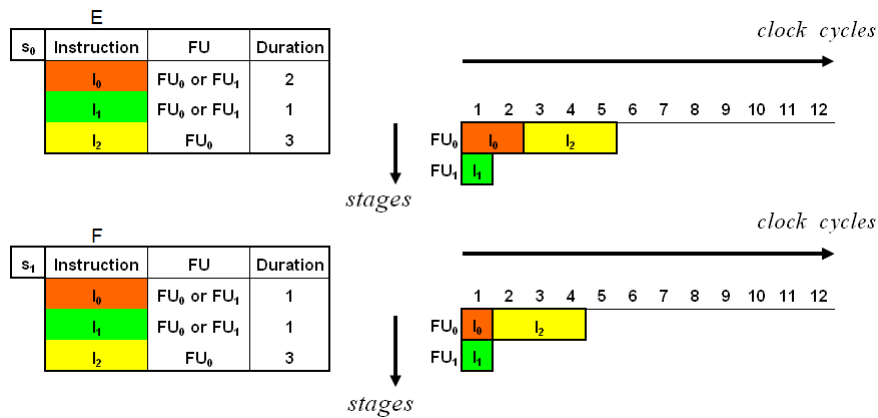 E
s₀ Instruction FU Duration
I₀ FU₀ or FU₁ 2
I₁ FU₀ or FU₁ 1
I₂ FU₀ 3
clock cycles
1 2 3 4 5 6 7 8 9 10 11 12
FU₀ I₀ I₂
FU₁ I₁
stages
F
s₁ Instruction FU Duration
I₀ FU₀ or FU₁ 1
I₁ FU₀ or FU₁ 1
I₂ FU₀ 3
clock cycles
1 2 3 4 5 6 7 8 9 10 11 12
FU₀ I₀ I₂
FU₁ I₁
stages